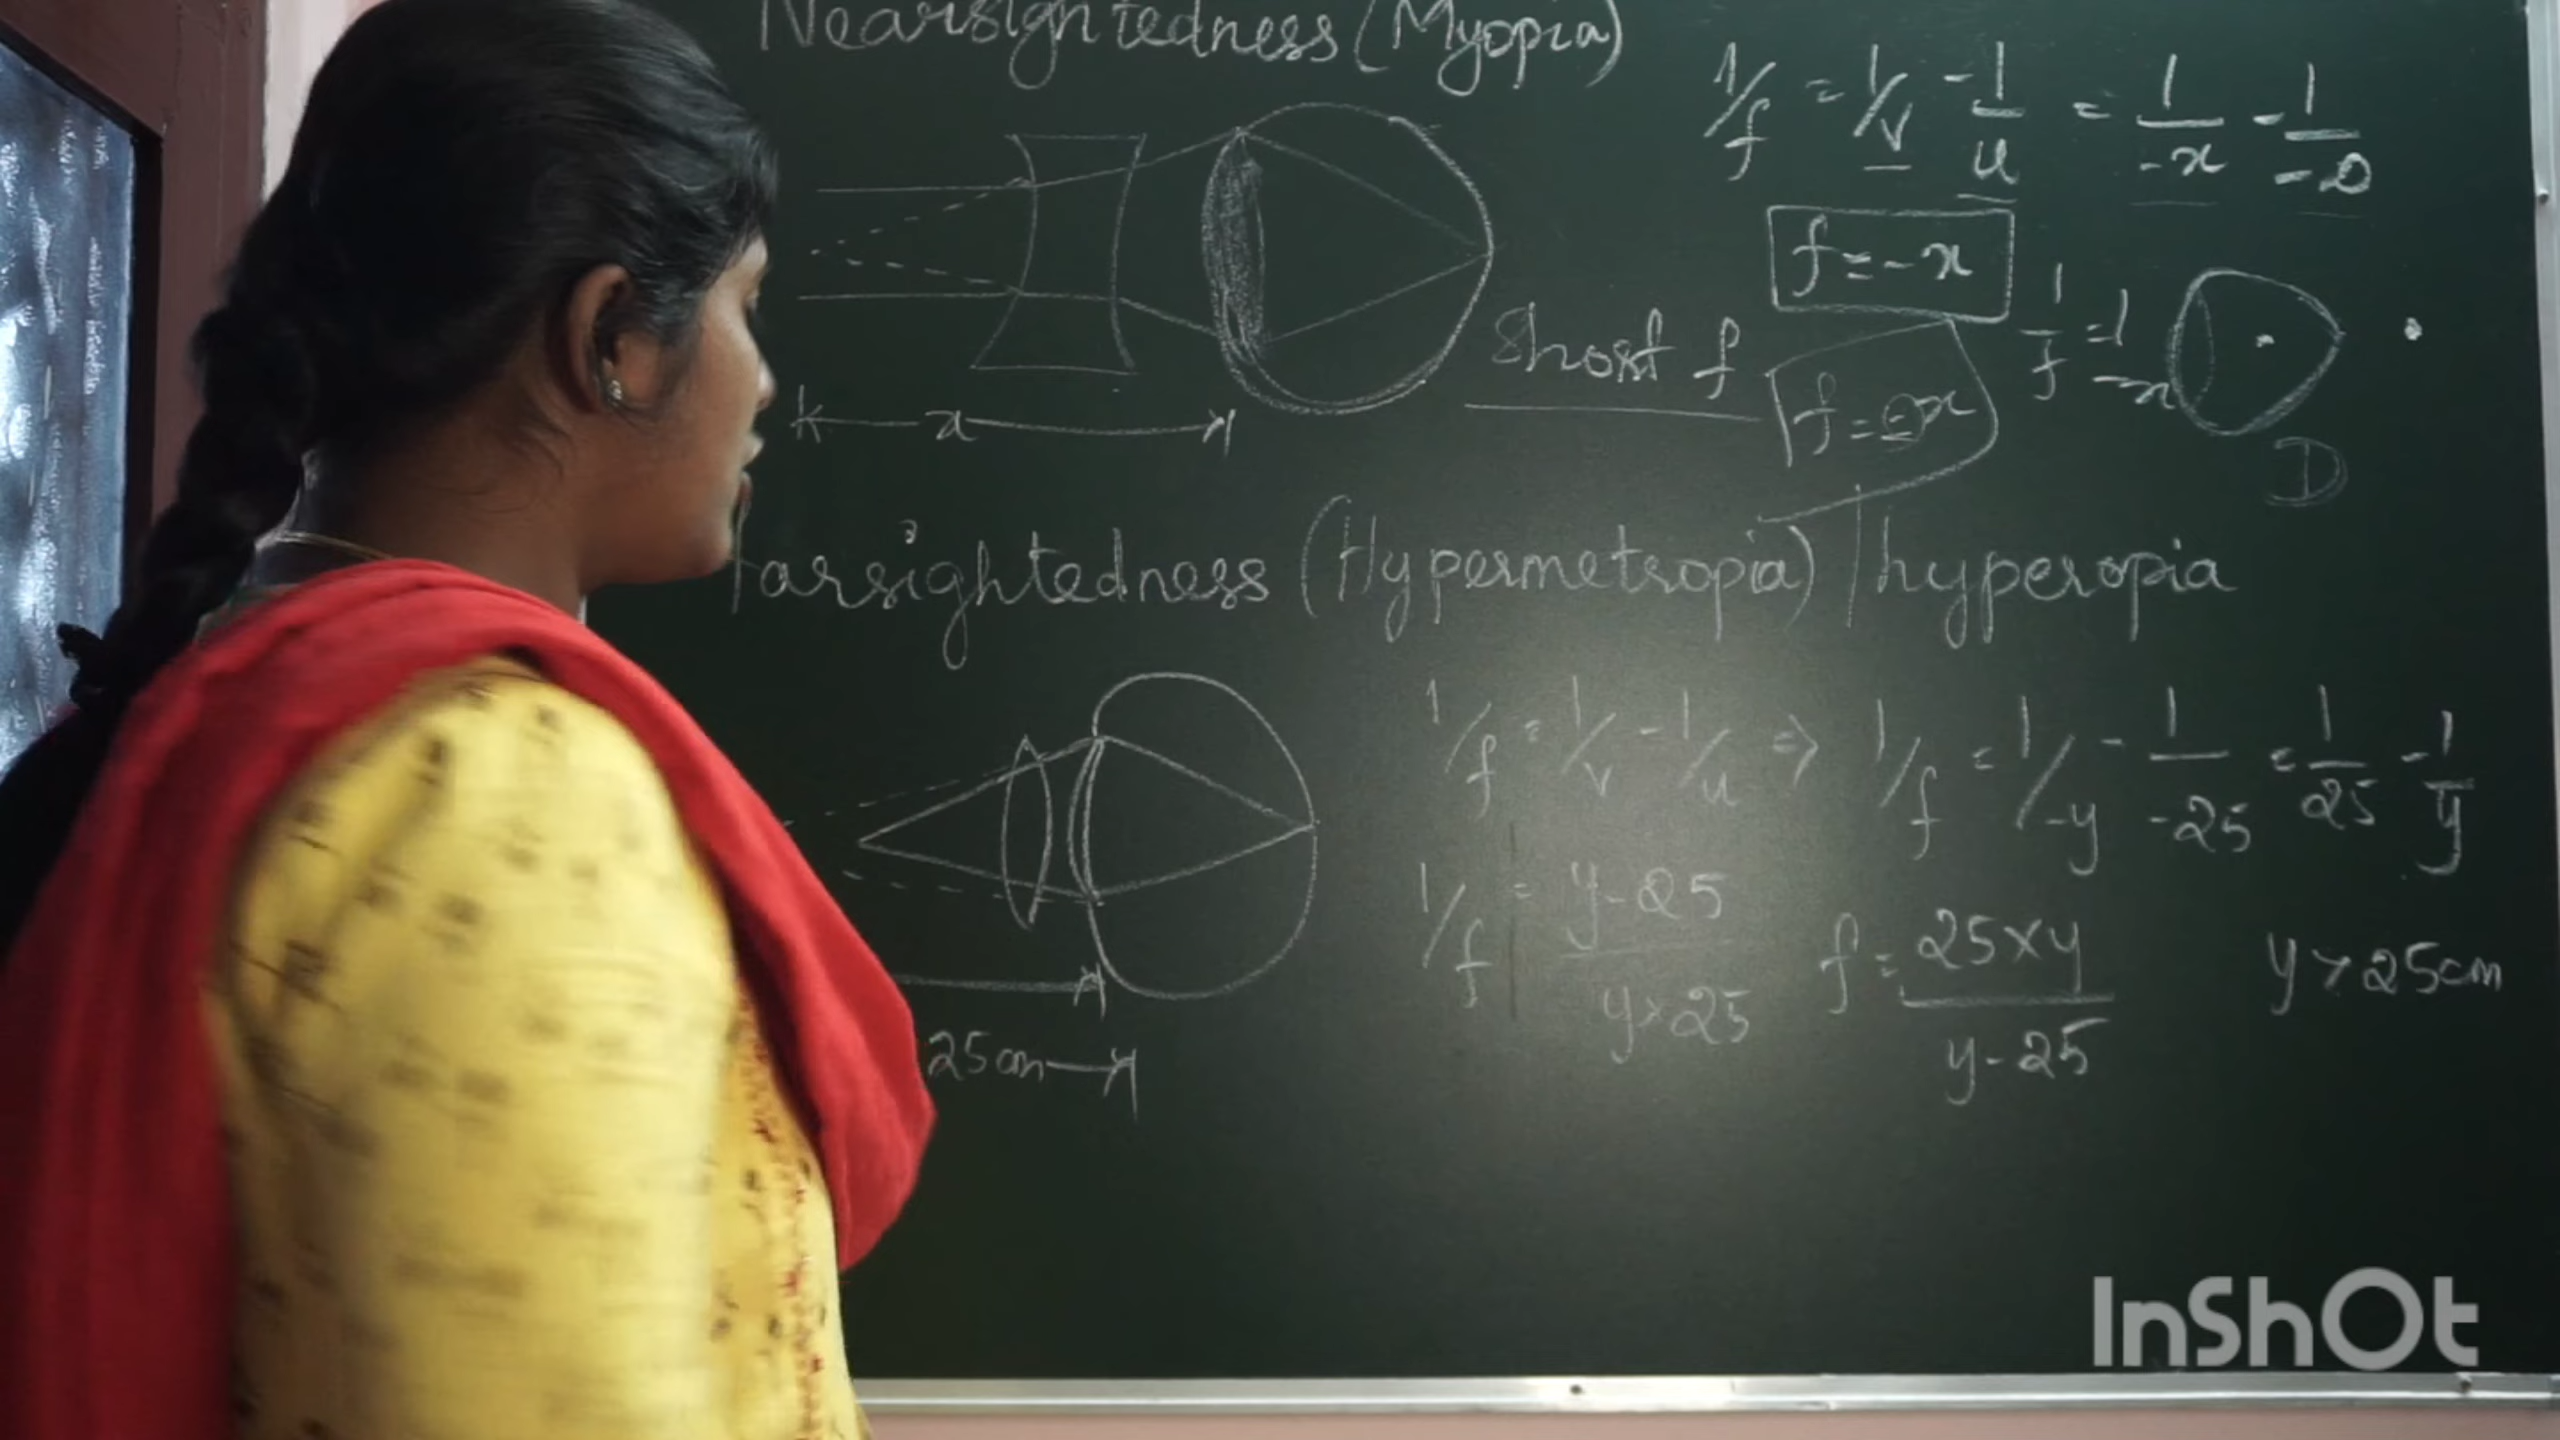 Nearsightedness (Myopia)
1/f = 1/v - 1/u = 1/-x - 1/-∞
f = -x
1/f = 1/-x
Short f
f = -x
x
D
Farsightedness (Hypermetropia) / hyperopia
1/f = 1/v - 1/u ⇒ 1/f = 1/-y - 1/-25 = 1/25 - 1/y
1/f = y-25/y×25
f = 25×y/y-25
y > 25cm
25cm
InShOt